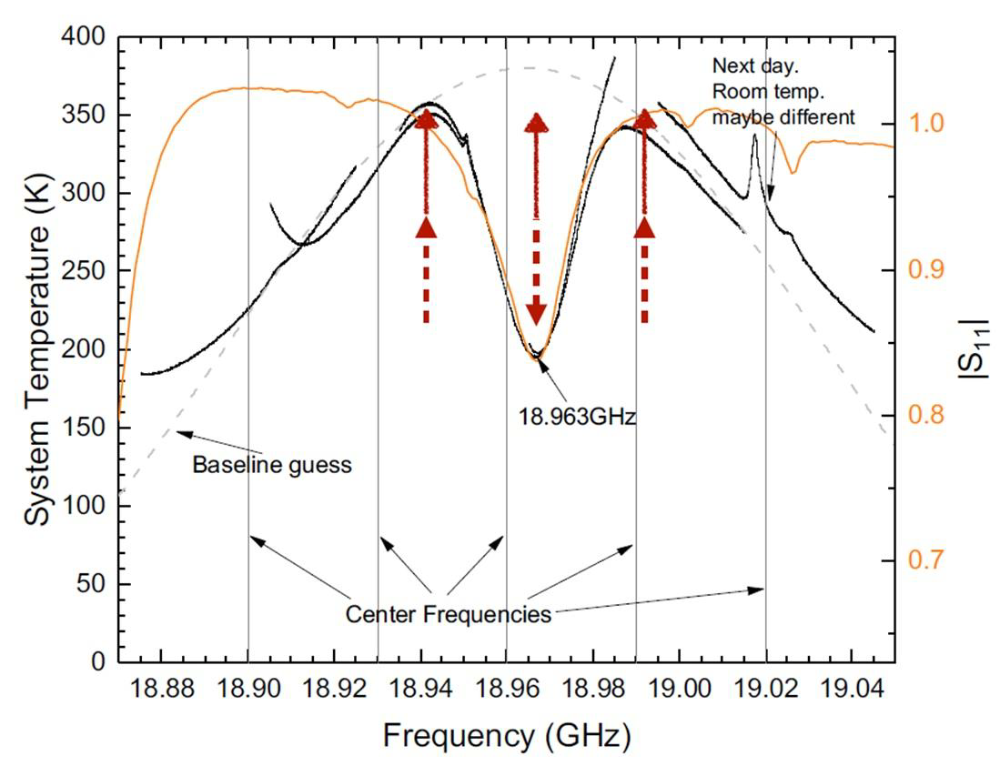 400
350
300
250
200
150
100
50
0
System Temperature (K)
Next day.
Room temp.
maybe different
1.0
0.9
0.8
0.7
|S11|
18.963GHz
Baseline guess
Center Frequencies
18.88 18.90 18.92 18.94 18.96 18.98 19.00 19.02 19.04
Frequency (GHz)